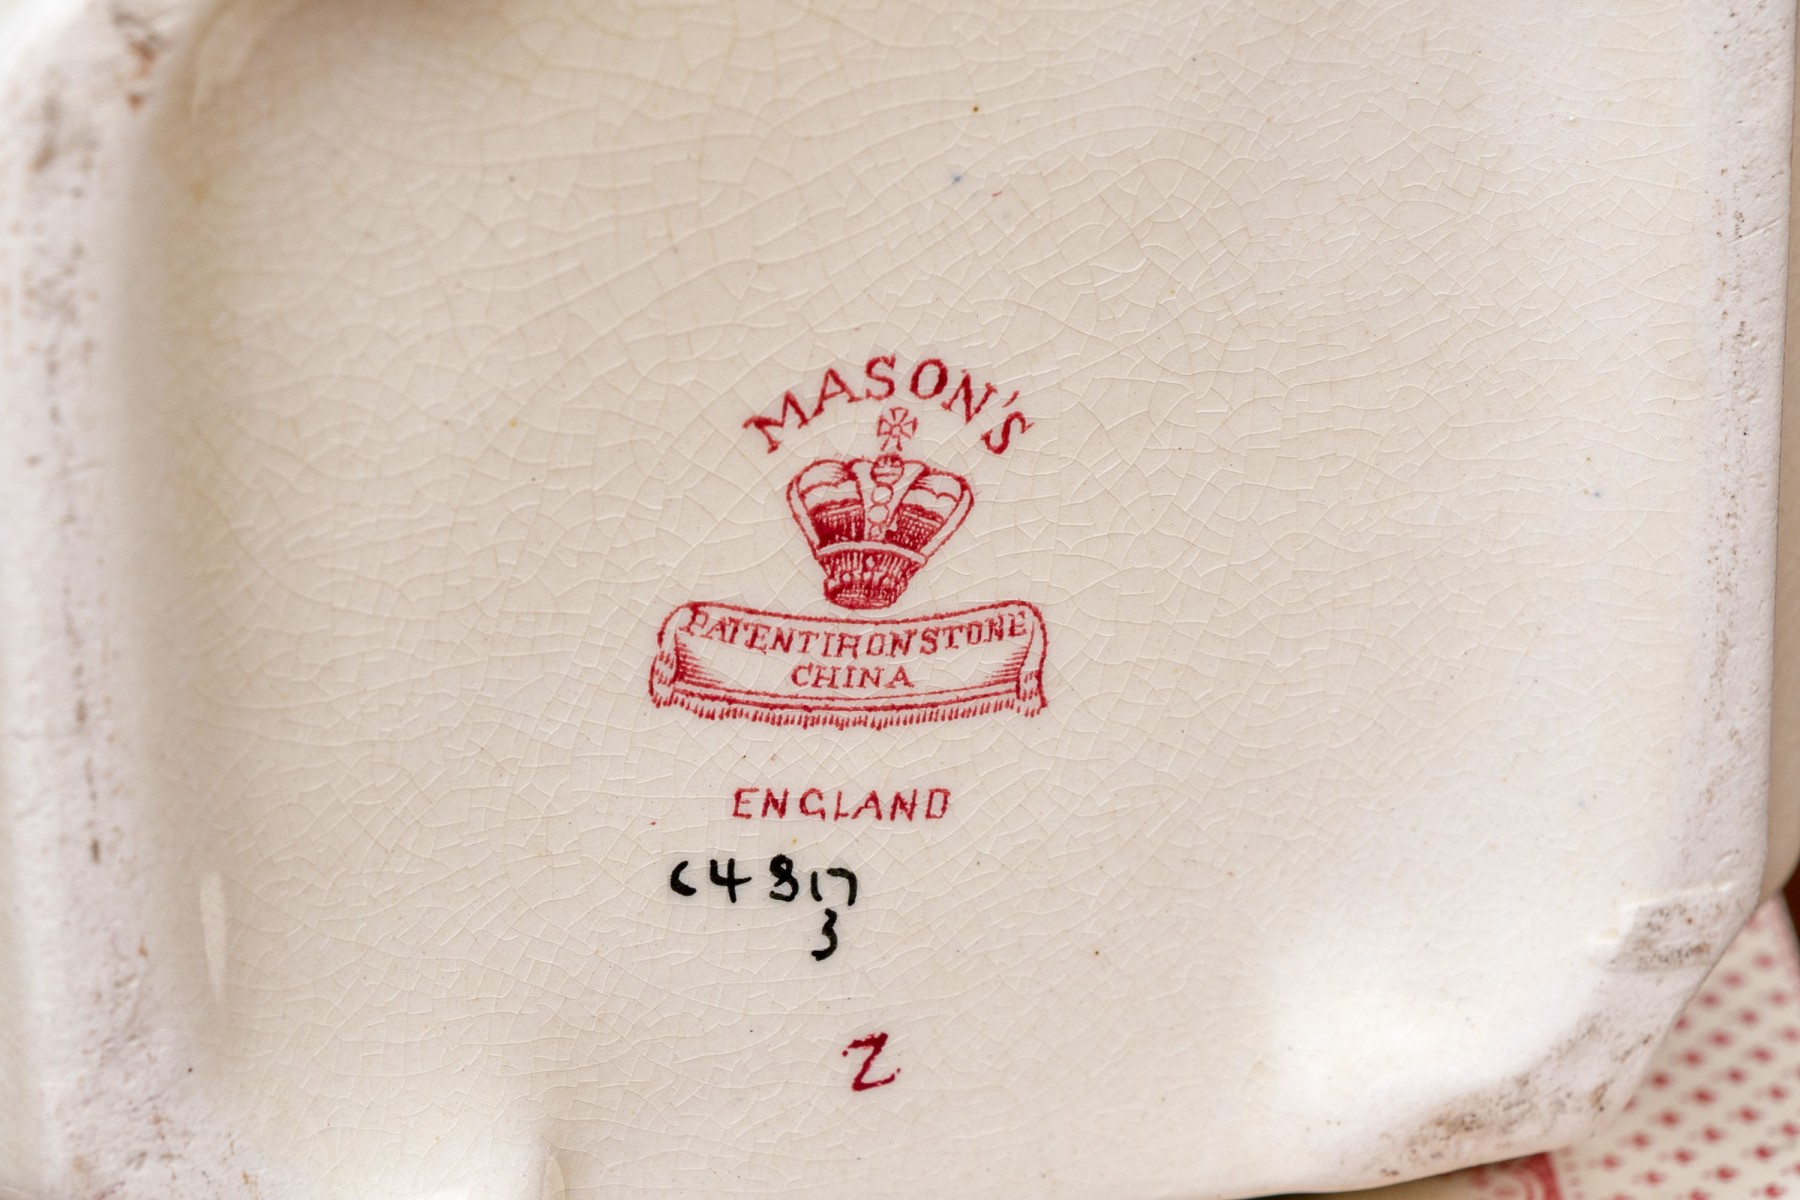 MASON'S
PATENT IRONSTONE
CHINA
ENGLAND
C4817
3
Z